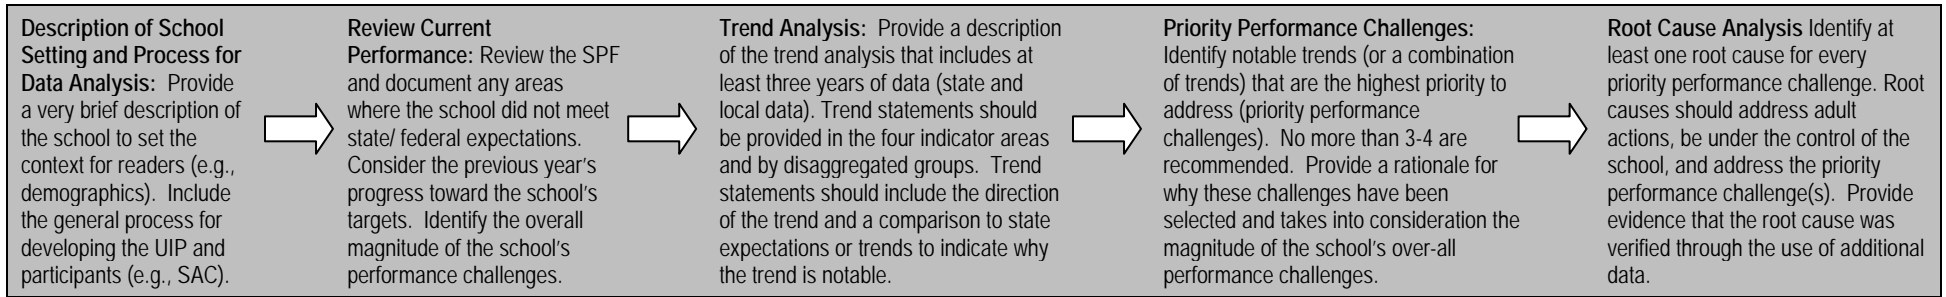 Description of School
Setting and Process for
Data Analysis: Provide
a very brief description of
the school to set the
context for readers (e.g.,
demographics). Include
the general process for
developing the UIP and
participants (e.g., SAC).
Review Current
Performance: Review the SPF
and document any areas
where the school did not meet
state/ federal expectations.
Consider the previous year's
progress toward the school's
targets. Identify the overall
magnitude of the school's
performance challenges.
Trend Analysis: Provide a description
of the trend analysis that includes at
least three years of data (state and
local data). Trend statements should
be provided in the four indicator areas
and by disaggregated groups. Trend
statements should include the direction
of the trend and a comparison to state
expectations or trends to indicate why
the trend is notable.
Priority Performance Challenges:
Identify notable trends (or a combination
of trends) that are the highest priority to
address (priority performance
challenges). No more than 3-4 are
recommended. Provide a rationale for
why these challenges have been
selected and takes into consideration the
magnitude of the school's over-all
performance challenges.
Root Cause Analysis Identify at
least one root cause for every
priority performance challenge. Root
causes should address adult
actions, be under the control of the
school, and address the priority
performance challenge(s). Provide
evidence that the root cause was
verified through the use of additional
data.